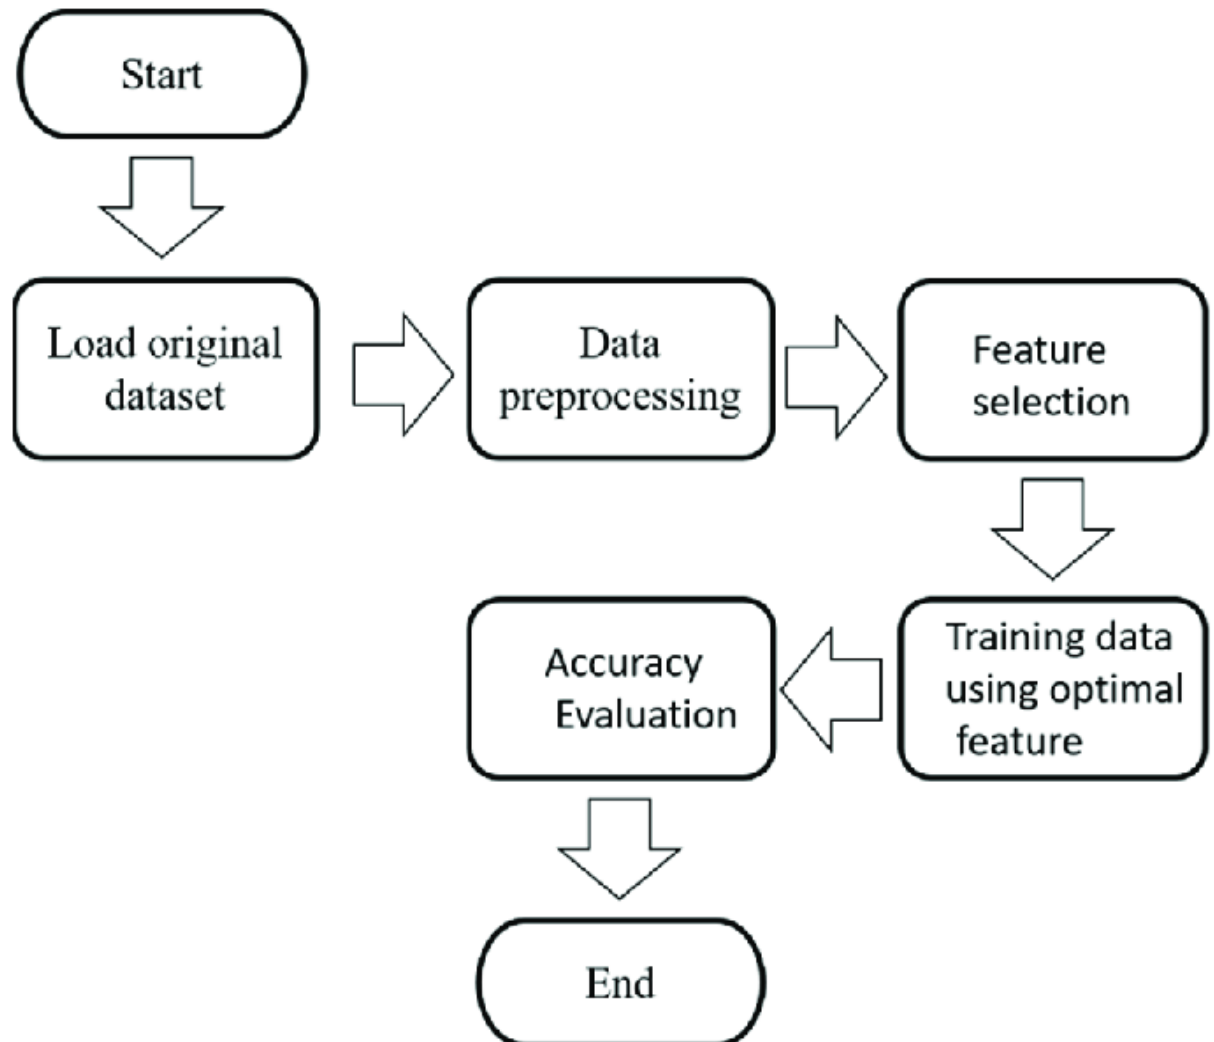 Start
Load original
dataset
Data
preprocessing
Feature
selection
Training data
using optimal
feature
Accuracy
Evaluation
End